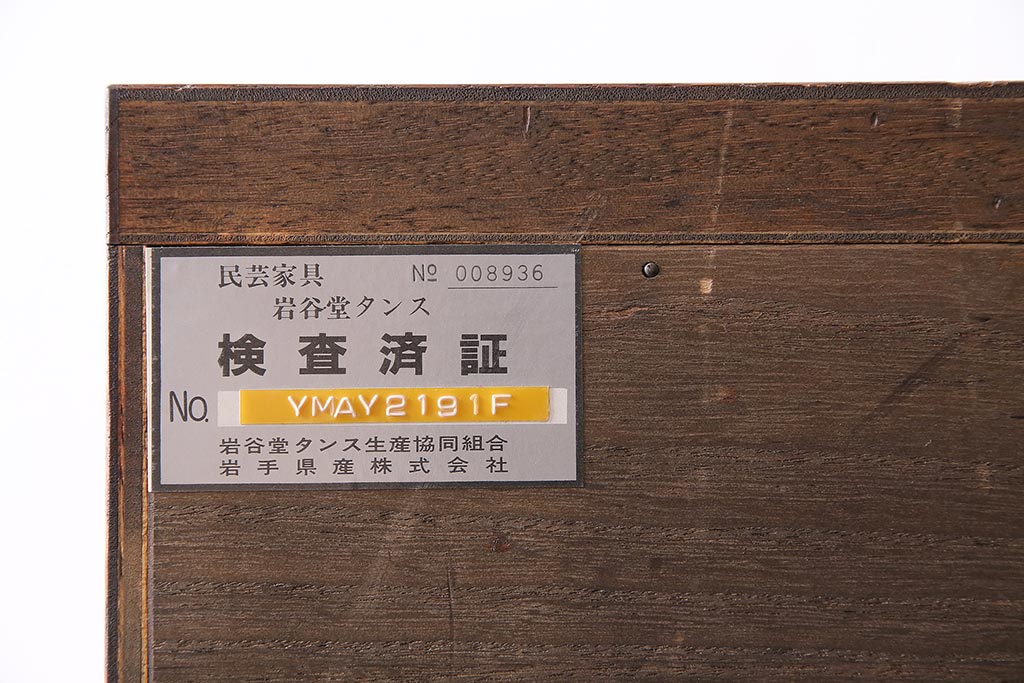 民芸家具 № 008936
岩谷堂タンス
検査済証
No. YMAY2191F
岩谷堂タンス生産協同組合
岩手県産株式会社